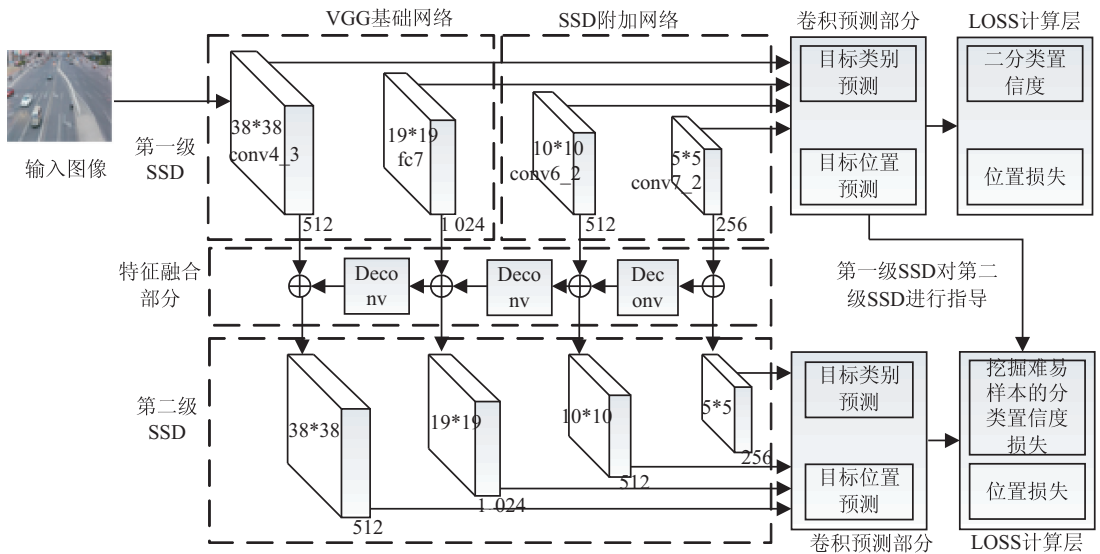 VGG基础网络
SSD附加网络
卷积预测部分
LOSS计算层
输入图像
第一级
SSD
38*38
conv4_3
512
19*19
fc7
1 024
10*10
conv6_2
512
5*5
conv7_2
256
目标类别
预测
目标位置
预测
二分类置
信度
位置损失
特征融合
部分
Deco
nv
Deco
nv
Dec
onv
第一级SSD对第二
级SSD进行指导
第二级
SSD
38*38
512
19*19
1 024
10*10
512
5*5
256
目标类别
预测
目标位置
预测
挖掘难易
样本的分
类置信度
损失
位置损失
卷积预测部分
LOSS计算层